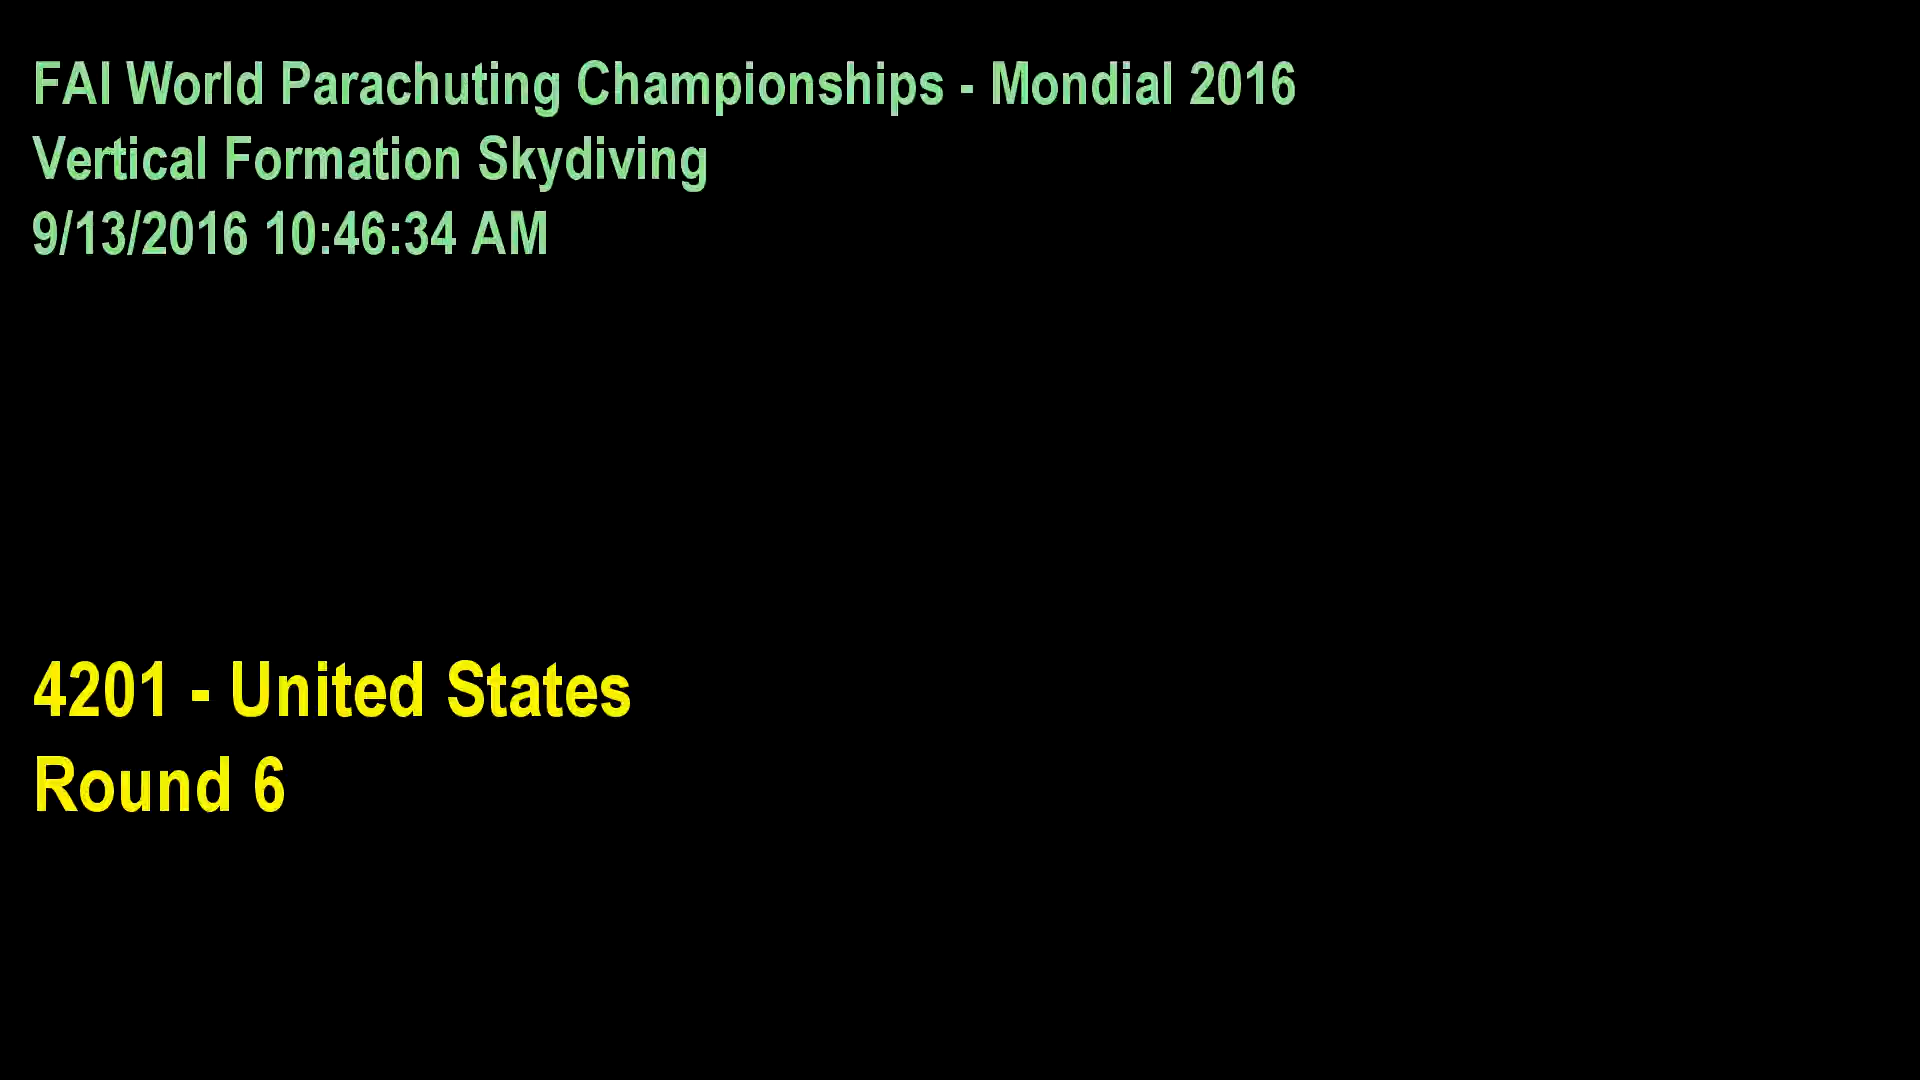 FAI World Parachuting Championships - Mondial 2016
Vertical Formation Skydiving
9/13/2016 10:46:34 AM
4201 - United States
Round 6